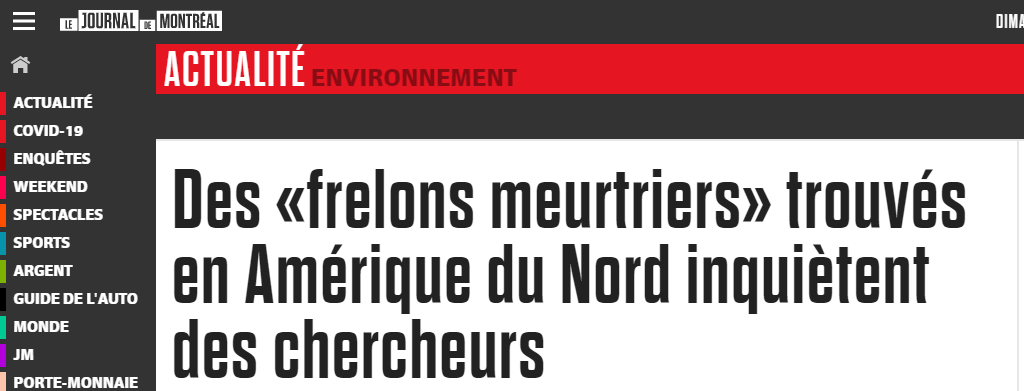 LE JOURNAL DE MONTRÉAL
ACTUALITÉ ENVIRONNEMENT
ACTUALITÉ
COVID-19
ENQUÊTES
WEEKEND
SPECTACLES
SPORTS
ARGENT
GUIDE DE L'AUTO
MONDE
JM
PORTE-MONNAIE
Des «frelons meurtriers» trouvés
en Amérique du Nord inquiètent
des chercheurs